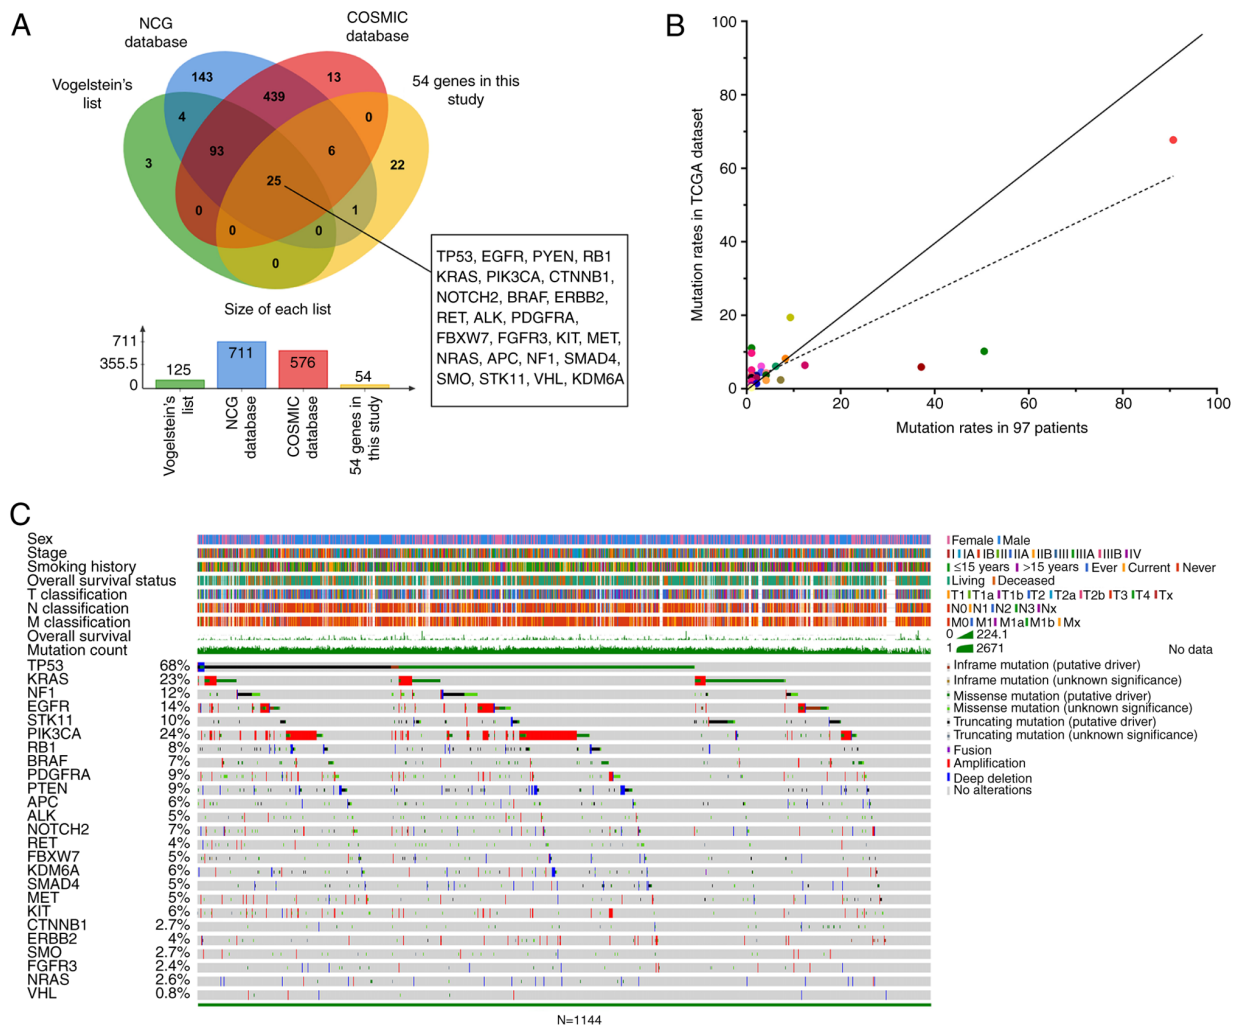 A
NCG
database
COSMIC
database
Vogelstein's
list
54 genes in this
study
143
13
439
4
0
93
6
3
22
25
0
1
0
0
0
TP53, EGFR, PYEN, RB1
KRAS, PIK3CA, CTNNB1,
NOTCH2, BRAF, ERBB2,
RET, ALK, PDGFRA,
FBXW7, FGFR3, KIT, MET,
NRAS, APC, NF1, SMAD4,
SMO, STK11, VHL, KDM6A
Size of each list
711
355.5
0
125
711
576
54
Vogelstein's
list
NCG
database
COSMIC
database
54 genes in
this study
B
Mutation rates in TCGA dataset
100
80
60
40
20
0
0
20
40
60
80
100
Mutation rates in 97 patients
C
Sex
Stage
Smoking history
Overall survival status
T classification
N classification
M classification
Overall survival
Mutation count
TP53 68%
KRAS 23%
NF1 12%
EGFR 14%
STK11 10%
PIK3CA 24%
RB1 8%
BRAF 7%
PDGFRA 9%
PTEN 9%
APC 6%
ALK 5%
NOTCH2 7%
RET 4%
FBXW7 5%
KDM6A 6%
SMAD4 5%
MET 5%
KIT 6%
CTNNB1 2.7%
ERBB2 4%
SMO 2.7%
FGFR3 2.4%
NRAS 2.6%
VHL 0.8%
N=1144
Female Male
I IA IB II IIA IIB III IIIA IIIB IV
≤15 years >15 years Ever Current Never
Living Deceased
T1 T1a T1b T2 T2a T2b T3 T4 Tx
N0 N1 N2 N3 Nx
M0 M1 M1a M1b Mx
0 224.1
1 2671 No data
Inframe mutation (putative driver)
Inframe mutation (unknown significance)
Missense mutation (putative driver)
Missense mutation (unknown significance)
Truncating mutation (putative driver)
Truncating mutation (unknown significance)
Fusion
Amplification
Deep deletion
No alterations